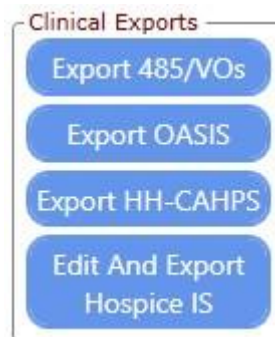 Clinical Exports
Export 485/VOs
Export OASIS
Export HH-CAHPS
Edit And Export
Hospice IS